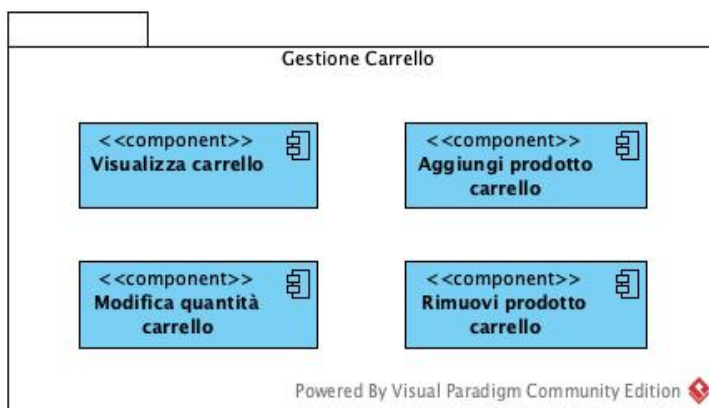 Gestione Carrello
<<component>>
Visualizza carrello
<<component>>
Aggiungi prodotto
carrello
<<component>>
Modifica quantità
carrello
<<component>>
Rimuovi prodotto
carrello
Powered By Visual Paradigm Community Edition